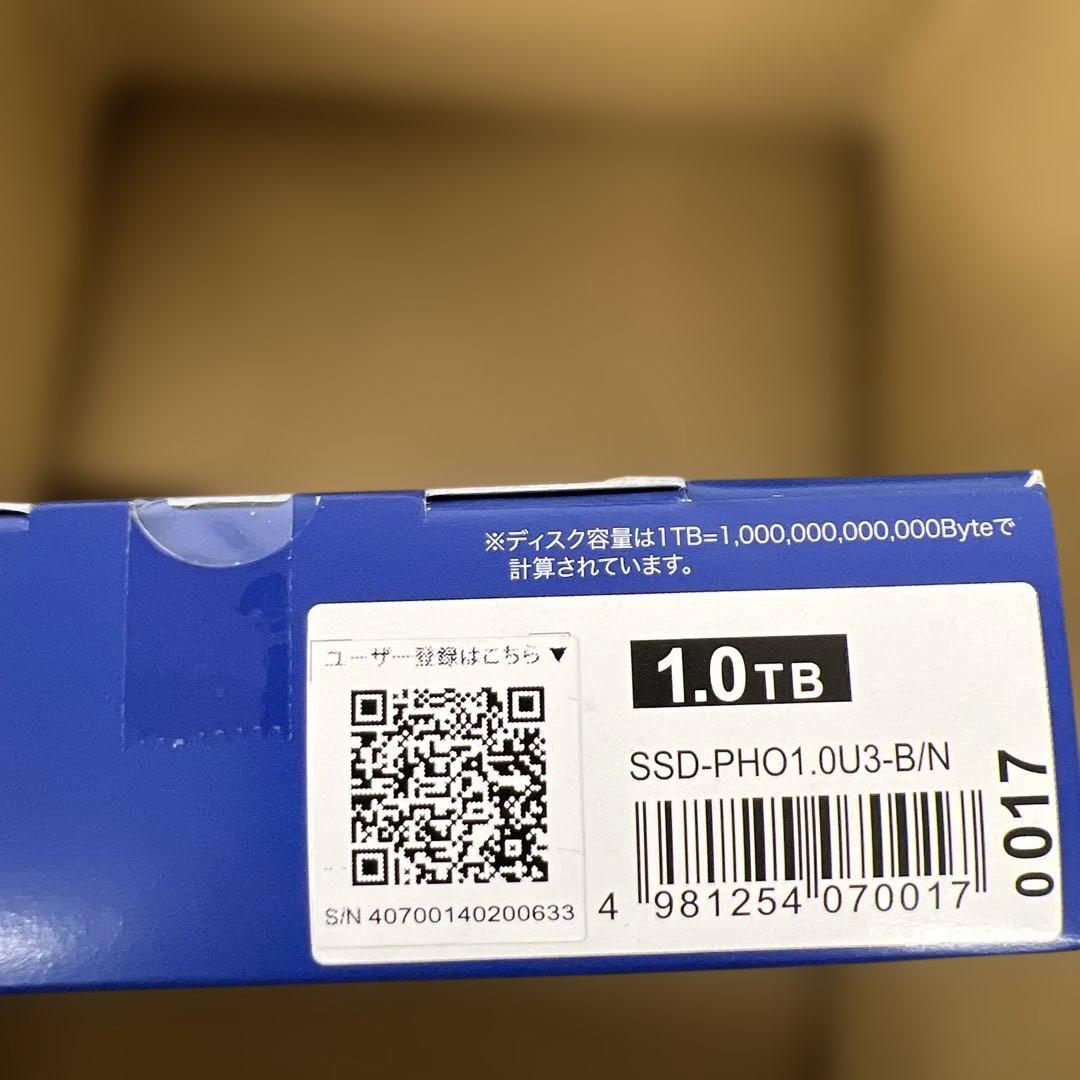 ※ディスク容量は1TB=1,000,000,000,000Byteで
計算されています。
ユーザー登録はこちら▼
S/N 40700140200633
1.0TB
SSD-PHO1.0U3-B/N
4 981254 070017
0017